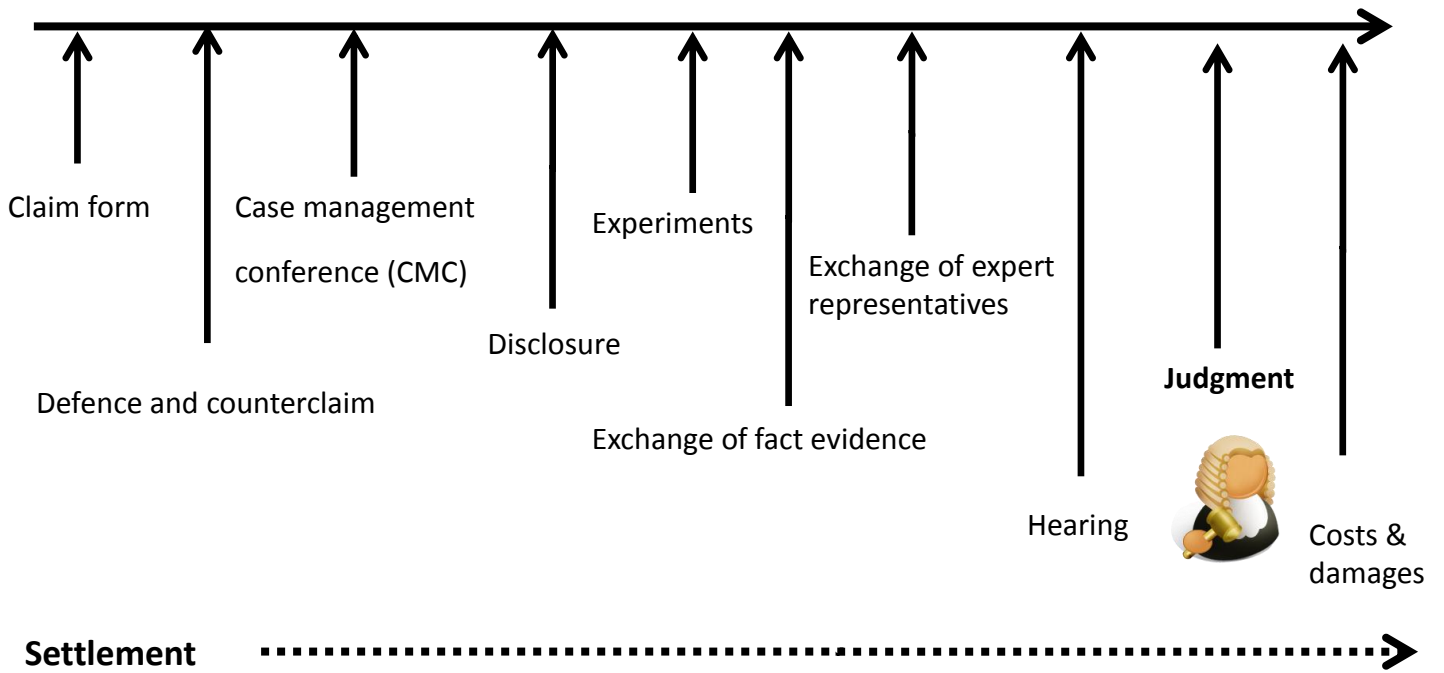 Claim form
Case management
conference (CMC)
Experiments
Exchange of expert
representatives
Disclosure
Judgment
Defence and counterclaim
Exchange of fact evidence
Hearing
Costs &
damages
Settlement